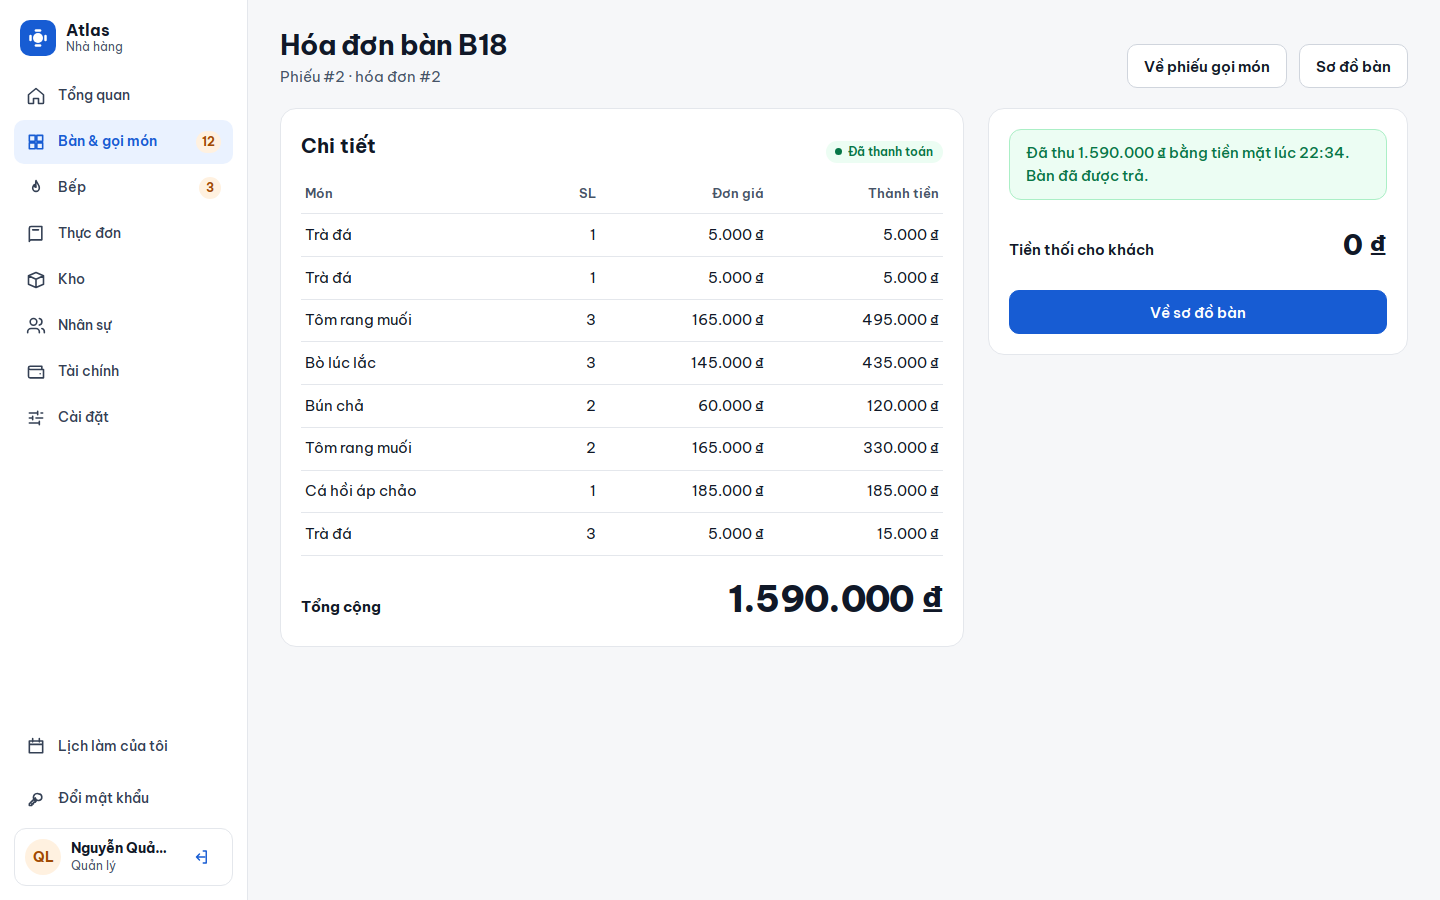 Atlas
Nhà hàng
Tổng quan
Bàn & gọi món 12
Bếp 3
Thực đơn
Kho
Nhân sự
Tài chính
Cài đặt
Lịch làm của tôi
Đổi mật khẩu
QL
Nguyễn Quả...
Quản lý
Hóa đơn bàn B18
Phiếu #2 · hóa đơn #2
Về phiếu gọi món
Sơ đồ bàn
Chi tiết
Đã thanh toán
Món SL Đơn giá Thành tiền
Trà đá 1 5.000 ₫ 5.000 ₫
Trà đá 1 5.000 ₫ 5.000 ₫
Tôm rang muối 3 165.000 ₫ 495.000 ₫
Bò lúc lắc 3 145.000 ₫ 435.000 ₫
Bún chả 2 60.000 ₫ 120.000 ₫
Tôm rang muối 2 165.000 ₫ 330.000 ₫
Cá hồi áp chảo 1 185.000 ₫ 185.000 ₫
Trà đá 3 5.000 ₫ 15.000 ₫
Tổng cộng 1.590.000 ₫
Đã thu 1.590.000 ₫ bằng tiền mặt lúc 22:34.
Bàn đã được trả.
Tiền thối cho khách 0 ₫
Về sơ đồ bàn